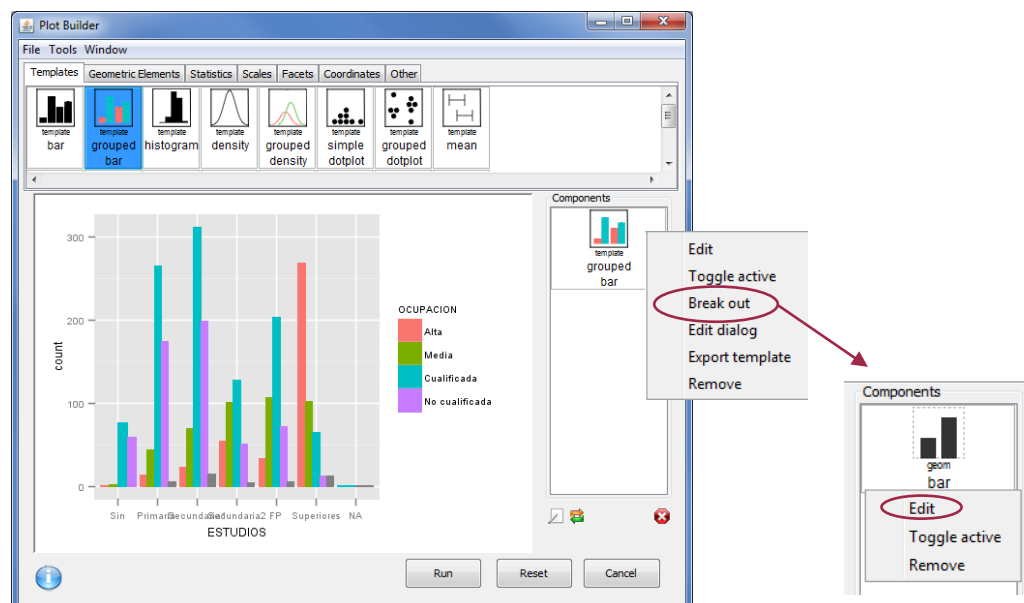 Plot Builder
File Tools Window
Templates Geometric Elements Statistics Scales Facets Coordinates Other
template
bar
template
grouped
bar
template
histogram
template
density
template
grouped
density
template
simple
dotplot
template
grouped
dotplot
template
mean
Components
template
grouped
bar
Edit
Toggle active
Break out
Edit dialog
Export template
Remove
300
200
100
0
count
Sin Primaria Secundaria1 Secundaria2 FP Superiores NA
ESTUDIOS
OCUPACION
Alta
Media
Cualificada
No cualificada
Components
geom
bar
Edit
Toggle active
Remove
Run Reset Cancel